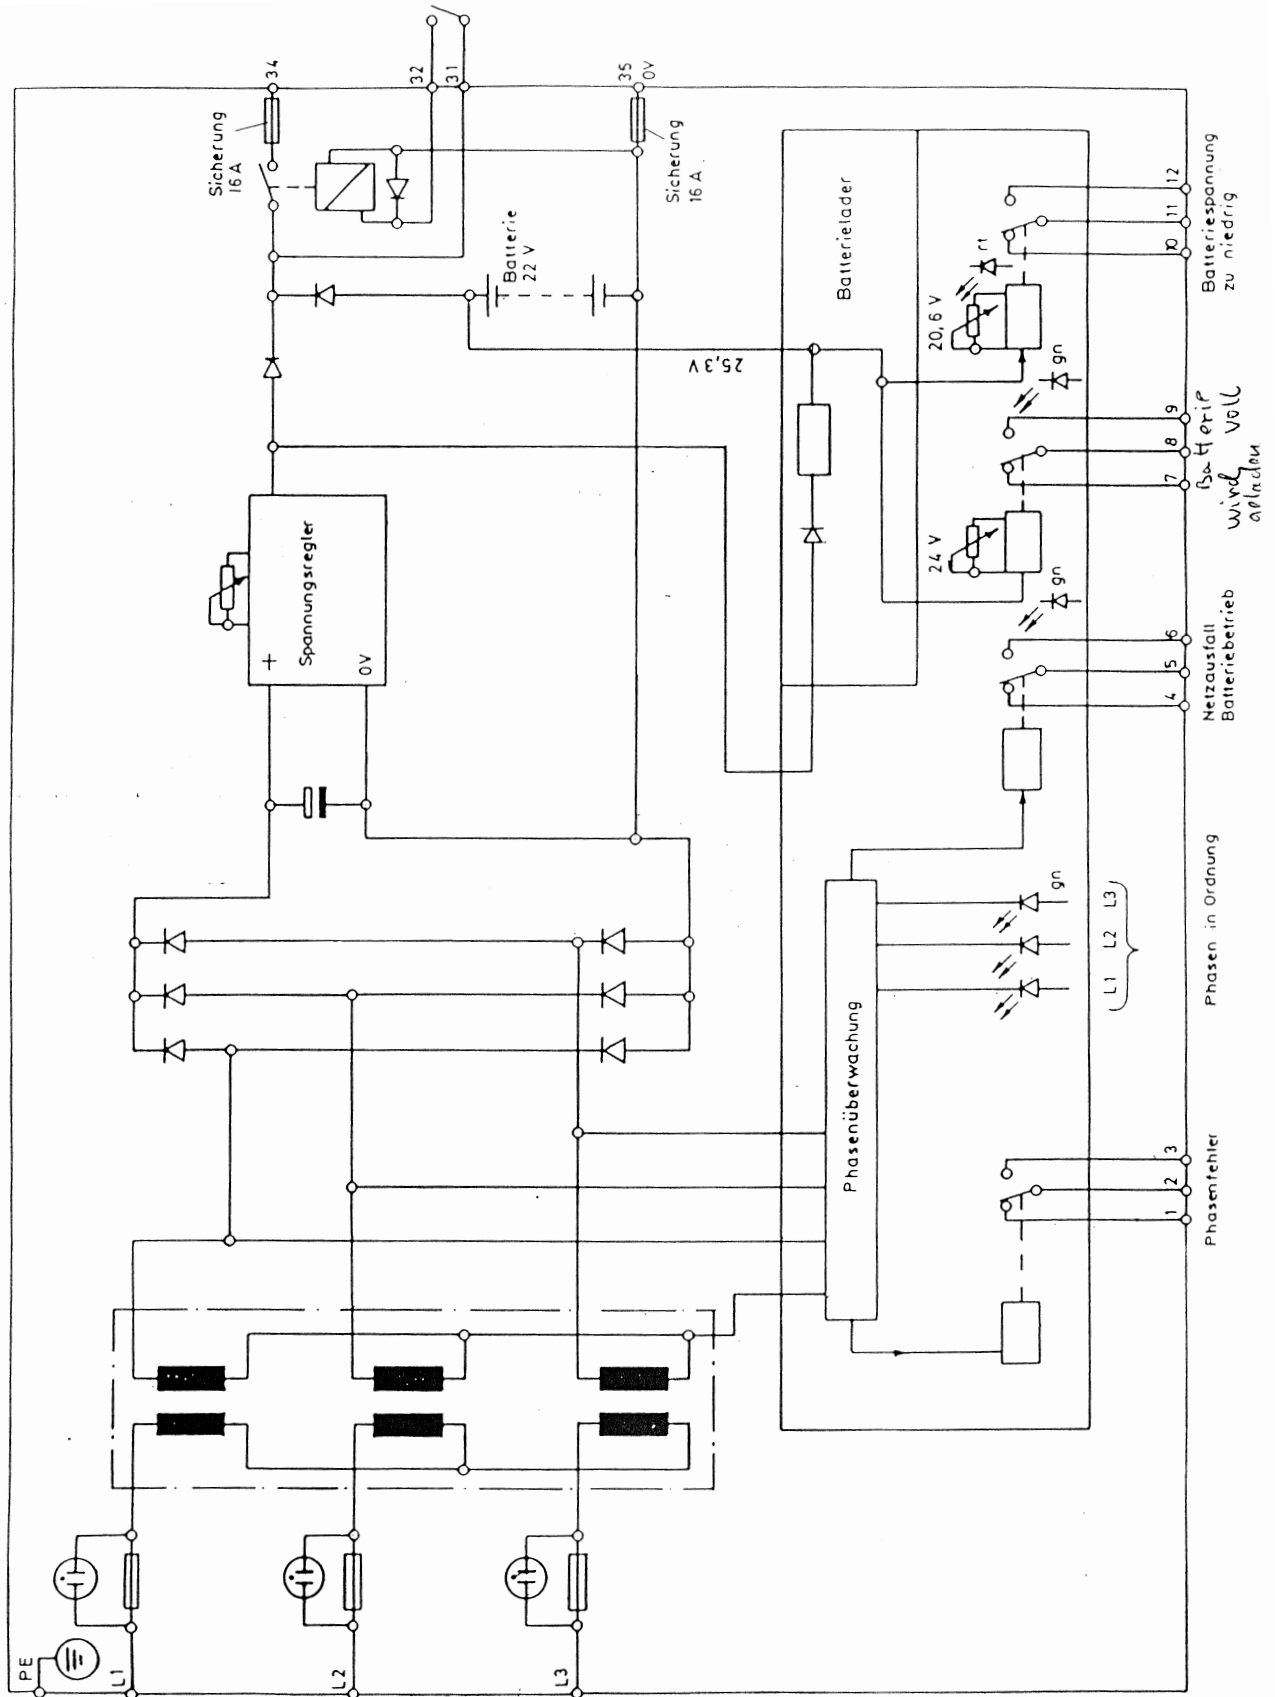 PE
L1
L2
L3
+
0V
Spannungsregler
Sicherung
16 A
34
32
31
35
0V
Sicherung
16 A
Batterie
22 V
25,3 V
Batterielader
Phasenüberwachung
24 V
20,6 V
gn
gn
rt
gn
L1 L2 L3
1 2 3
Phasenfehler
Phasen in Ordnung
4 5 6
Netzausfall
Batteriebetrieb
7 8 9
Batterie
wird voll
geladen
10 11 12
Batteriespannung
zu niedrig